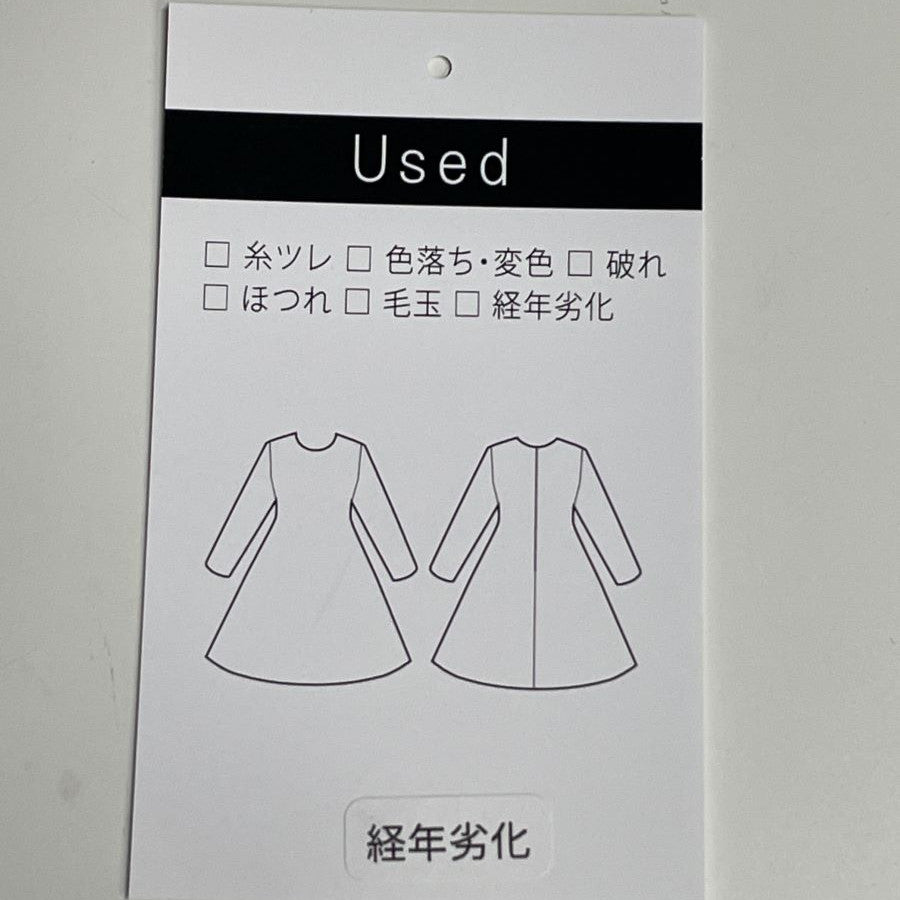 Used
□ 糸ツレ □ 色落ち・変色 □ 破れ
□ ほつれ □ 毛玉 □ 経年劣化
経年劣化